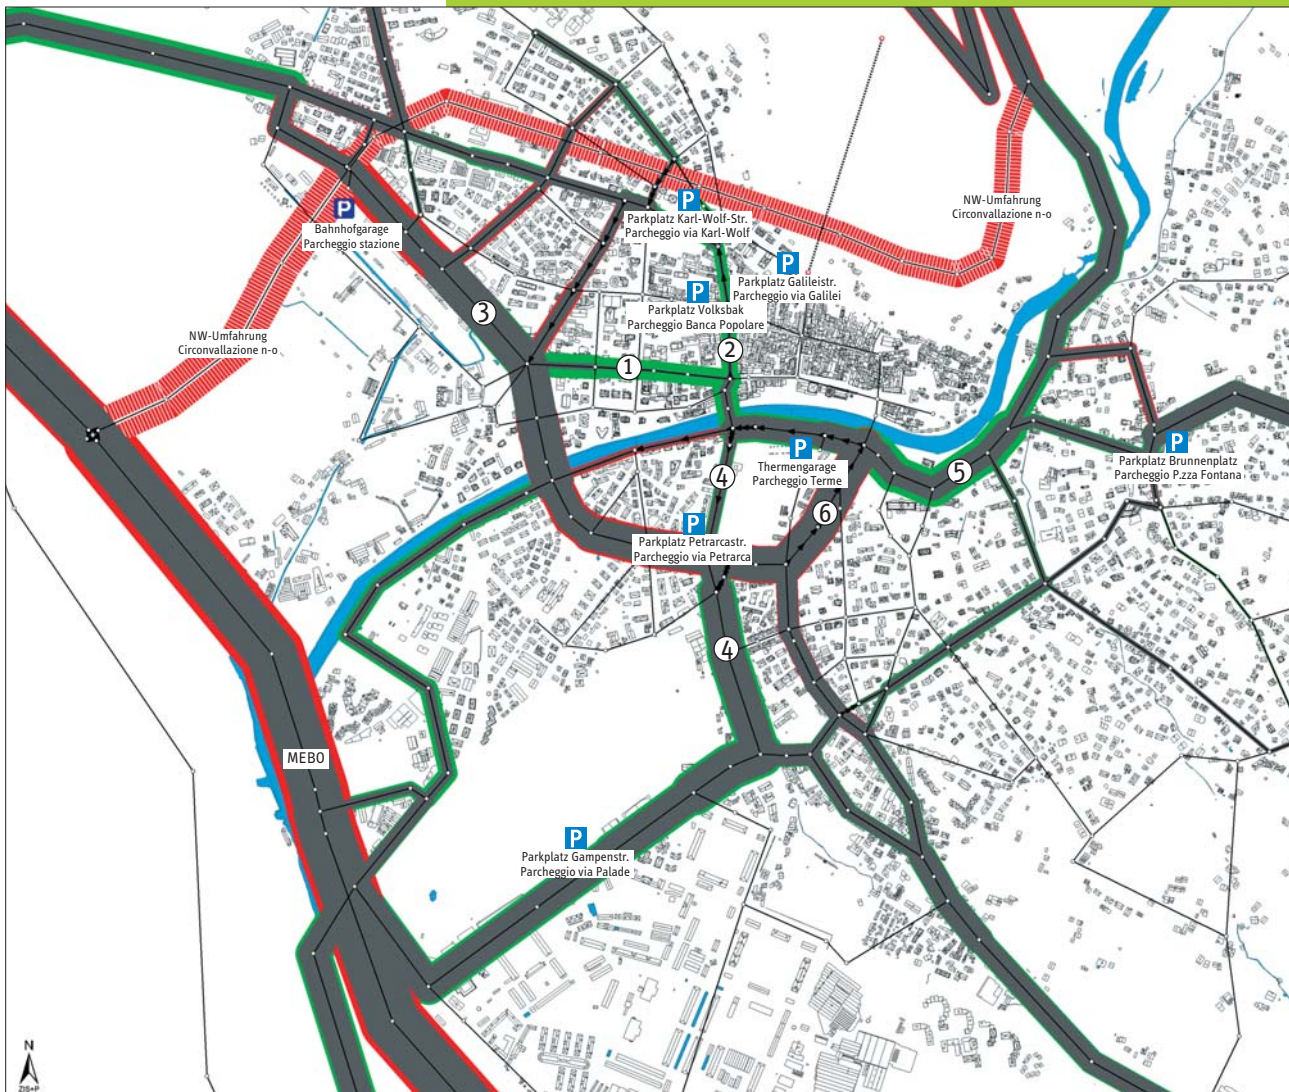 P
Parkplatz Karl-Wolf-Str.
Parcheggio via Karl-Wolf
NW-Umfahrung
Circonvallazione n-o
P
Bahnhofgarage
Parcheggio stazione
P
Parkplatz Galileistr.
Parcheggio via Galilei
P
Parkplatz Volksbak
Parcheggio Banca Popolare
3
NW-Umfahrung
Circonvallazione n-o
2
1
P
Thermengarage
Parcheggio Terme
P
Parkplatz Brunnenplatz
Parcheggio P.zza Fontana
5
4
6
P
Parkplatz Petrarcastr.
Parcheggio via Petrarca
4
MEBO
P
Parkplatz Gampenstr.
Parcheggio via Palade
N
ZIS+P